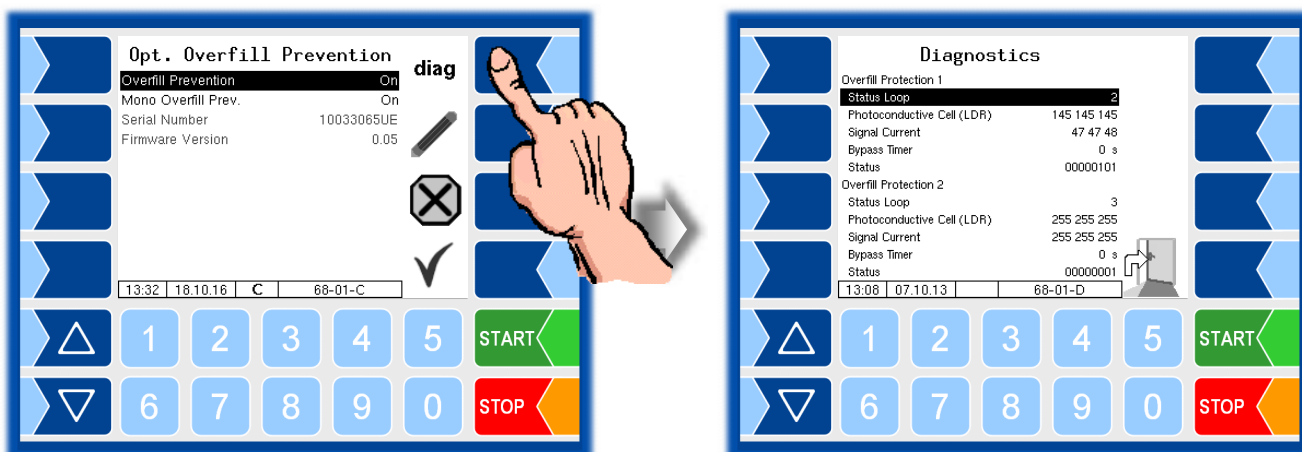 Opt. Overfill Prevention
diag
Overfill Prevention On
Mono Overfill Prev. On
Serial Number 10033065UE
Firmware Version 0.05
13:32 18.10.16 C 68-01-C
1 2 3 4 5 START
6 7 8 9 0 STOP
Diagnostics
Overfill Protection 1
Status Loop 2
Photoconductive Cell (LDR) 145 145 145
Signal Current 47 47 48
Bypass Timer 0 s
Status 00000101
Overfill Protection 2
Status Loop 3
Photoconductive Cell (LDR) 255 255 255
Signal Current 255 255 255
Bypass Timer 0 s
Status 00000001
13:08 07.10.13 68-01-D
1 2 3 4 5 START
6 7 8 9 0 STOP